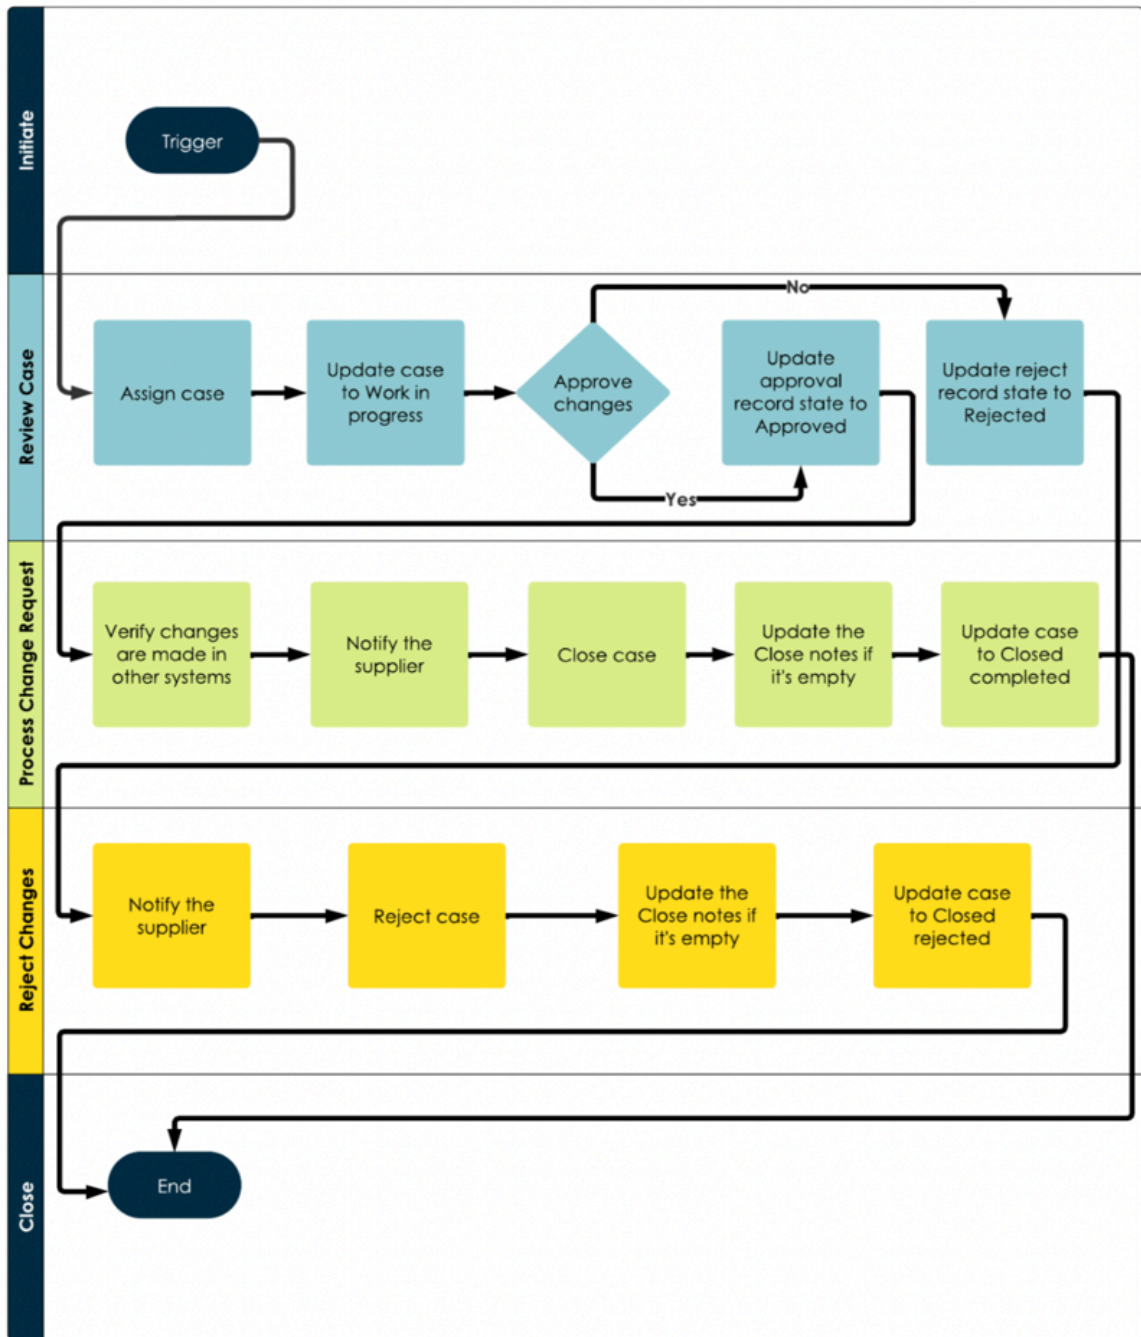 Initiate
Trigger
Review Case
No
Assign case
Update case
to Work in
progress
Approve
changes
Update
approval
record state to
Approved
Update reject
record state to
Rejected
Yes
Process Change Request
Verify changes
are made in
other systems
Notify the
supplier
Close case
Update the
Close notes if
it's empty
Update case
to Closed
completed
Reject Changes
Notify the
supplier
Reject case
Update the
Close notes if
it's empty
Update case
to Closed
rejected
Close
End